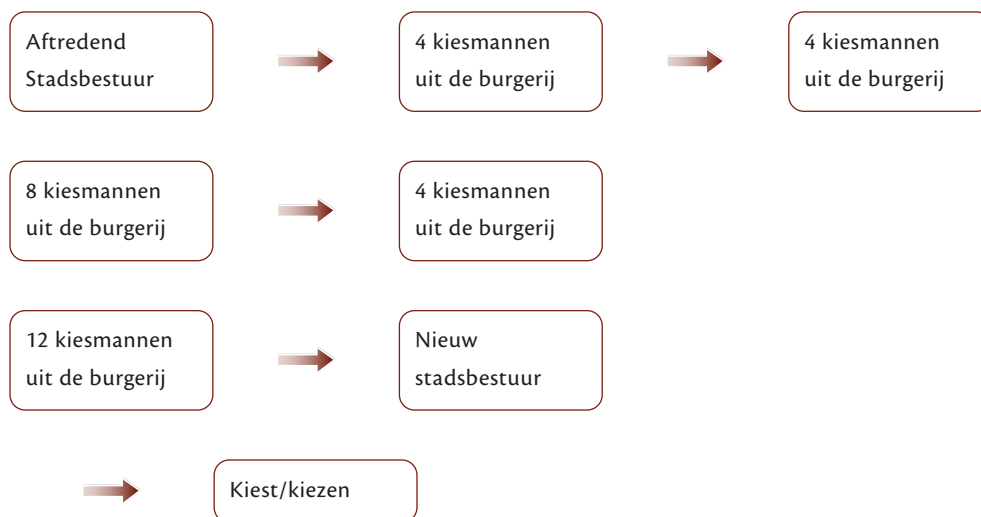 Aftredend
Stadsbestuur
4 kiesmannen
uit de burgerij
4 kiesmannen
uit de burgerij
8 kiesmannen
uit de burgerij
4 kiesmannen
uit de burgerij
12 kiesmannen
uit de burgerij
Nieuw
stadsbestuur
Kiest/kiezen